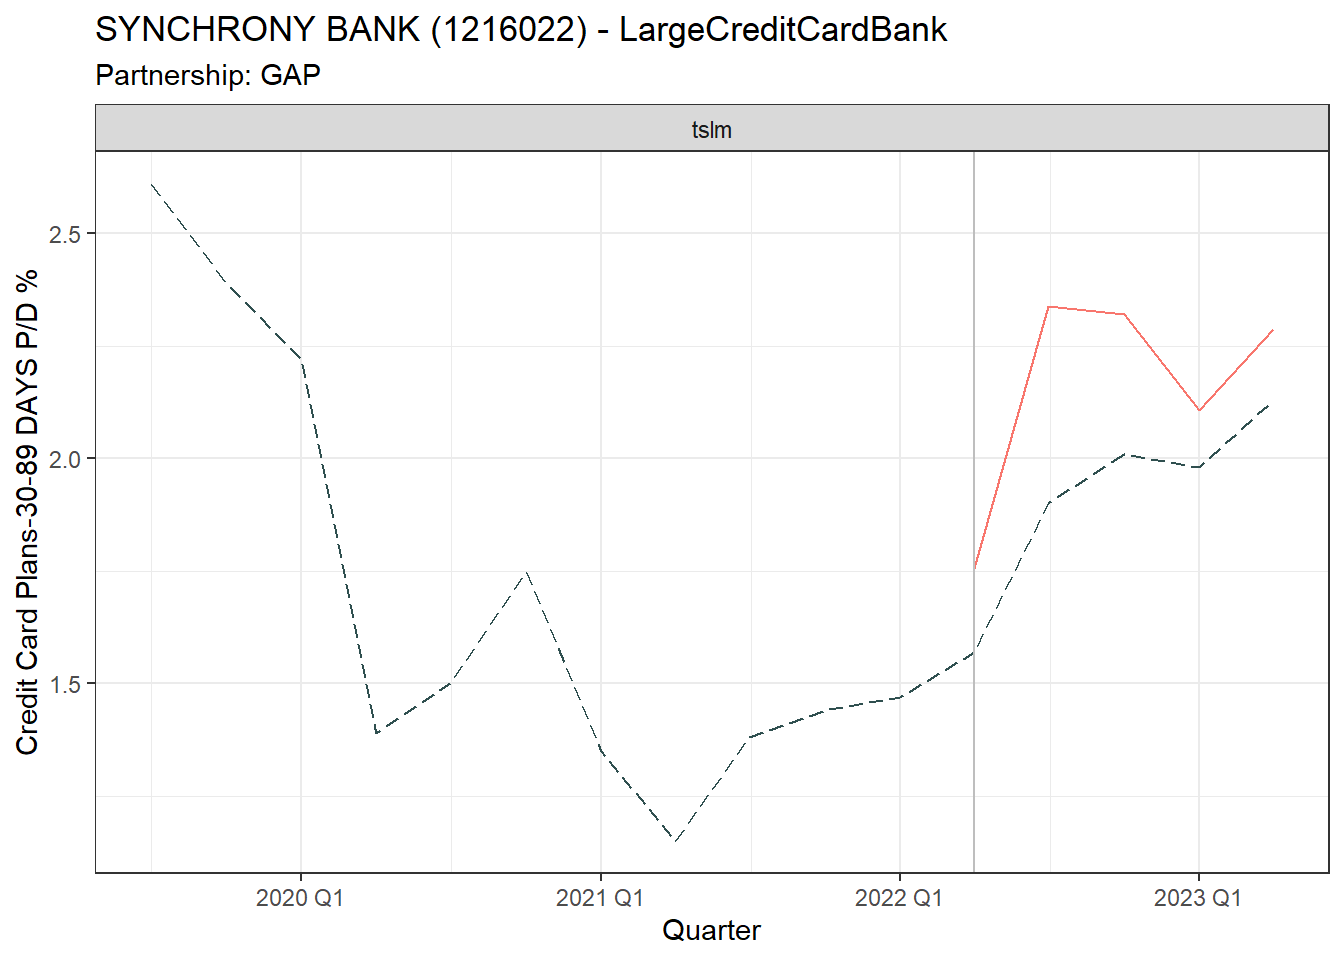 SYNCHRONY BANK (1216022) - LargeCreditCardBank
Partnership: GAP
tslm
Credit Card Plans-30-89 DAYS P/D %
2.5
2.0
1.5
2020 Q1
2021 Q1
2022 Q1
2023 Q1
Quarter